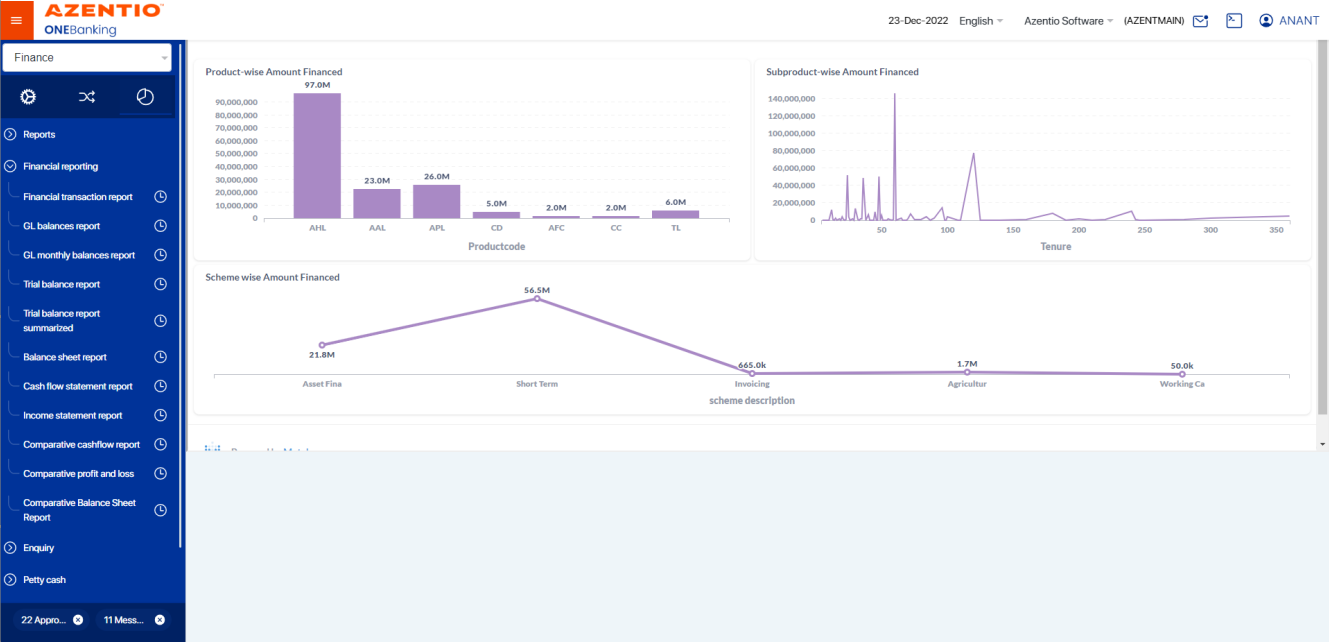 AZENTIO
ONEBanking
23-Dec-2022 English Azentio Software (AZENTMAIN) ANANT
Finance
Reports
Financial reporting
Financial transaction report
GL balances report
GL monthly balances report
Trial balance report
Trial balance report
summarized
Balance sheet report
Cash flow statement report
Income statement report
Comparative cashflow report
Comparative profit and loss
Comparative Balance Sheet
Report
Enquiry
Petty cash
22 Appro... 11 Mess...
Product-wise Amount Financed
97.0M
90,000,000
80,000,000
70,000,000
60,000,000
50,000,000
40,000,000
30,000,000
20,000,000
10,000,000
0
23.0M 26.0M 5.0M 2.0M 2.0M 6.0M
AHL AAL APL CD AFC CC TL
Productcode
Subproduct-wise Amount Financed
140,000,000
120,000,000
100,000,000
80,000,000
60,000,000
40,000,000
20,000,000
0
50 100 150 200 250 300 350
Tenure
Scheme wise Amount Financed
56.5M
21.8M 665.0k 1.7M 50.0k
Asset Fina Short Term Invoicing Agricultur Working Ca
scheme description